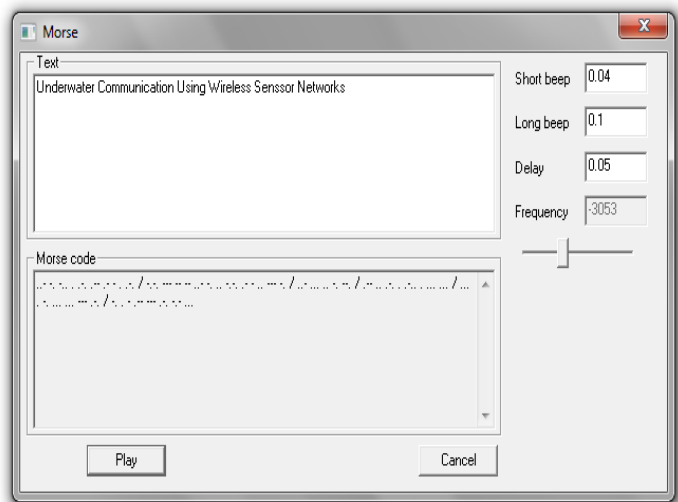 Morse
Text
Underwater Communication Using Wireless Senssor Networks
Short beep 0.04
Long beep 0.1
Delay 0.05
Frequency -3053
Morse code
..- -. -.. . .-. .-- .- - . .-. / -.-. --- -- -- ..- -. .. -.-. .- - .. --- -. / ..- ... .. -. --. / .-- .. .-. . .-.. . ... ... / ...
. -. ... ... --- .-. / -. . - .-- --- .-. -.- ...
Play
Cancel